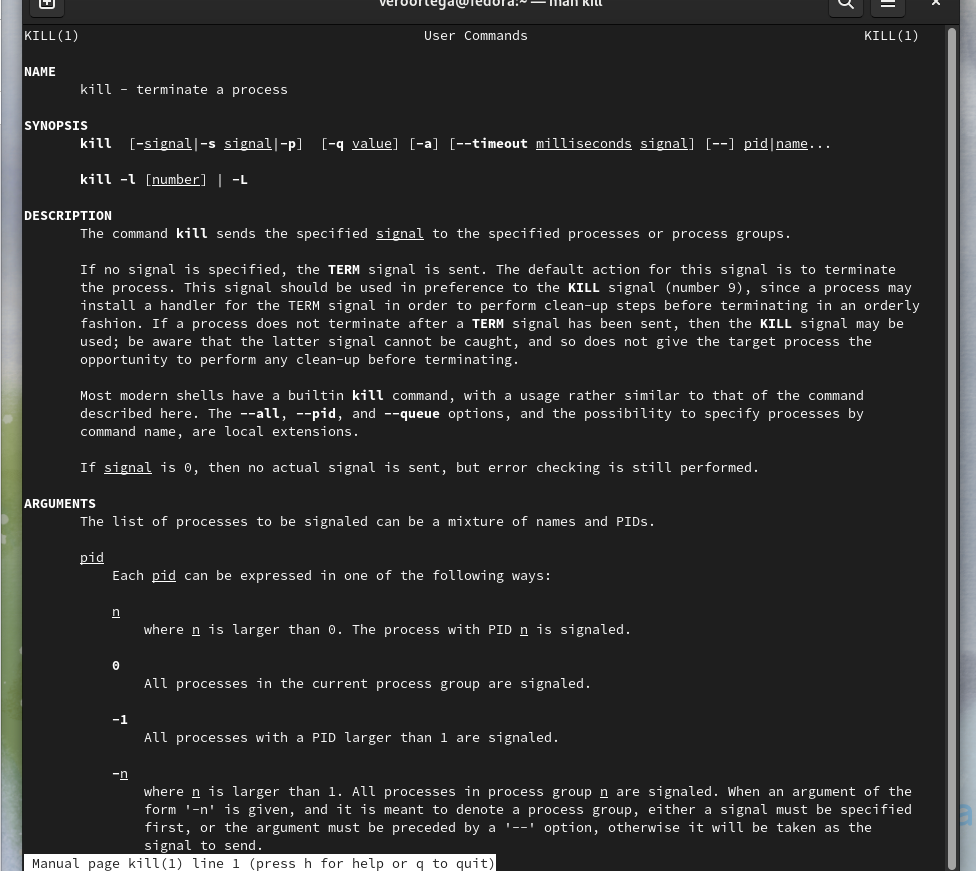 veroortega@fedora:~ — man kill
KILL(1) User Commands KILL(1)
NAME
kill - terminate a process
SYNOPSIS
kill [-signal|-s signal|-p] [-q value] [-a] [--timeout milliseconds signal] [--] pid|name...
kill -l [number] | -L
DESCRIPTION
The command kill sends the specified signal to the specified processes or process groups.
If no signal is specified, the TERM signal is sent. The default action for this signal is to terminate
the process. This signal should be used in preference to the KILL signal (number 9), since a process may
install a handler for the TERM signal in order to perform clean-up steps before terminating in an orderly
fashion. If a process does not terminate after a TERM signal has been sent, then the KILL signal may be
used; be aware that the latter signal cannot be caught, and so does not give the target process the
opportunity to perform any clean-up before terminating.
Most modern shells have a builtin kill command, with a usage rather similar to that of the command
described here. The --all, --pid, and --queue options, and the possibility to specify processes by
command name, are local extensions.
If signal is 0, then no actual signal is sent, but error checking is still performed.
ARGUMENTS
The list of processes to be signaled can be a mixture of names and PIDs.
pid
Each pid can be expressed in one of the following ways:
n
where n is larger than 0. The process with PID n is signaled.
0
All processes in the current process group are signaled.
-1
All processes with a PID larger than 1 are signaled.
-n
where n is larger than 1. All processes in process group n are signaled. When an argument of the
form '-n' is given, and it is meant to denote a process group, either a signal must be specified
first, or the argument must be preceded by a '--' option, otherwise it will be taken as the
signal to send.
Manual page kill(1) line 1 (press h for help or q to quit)